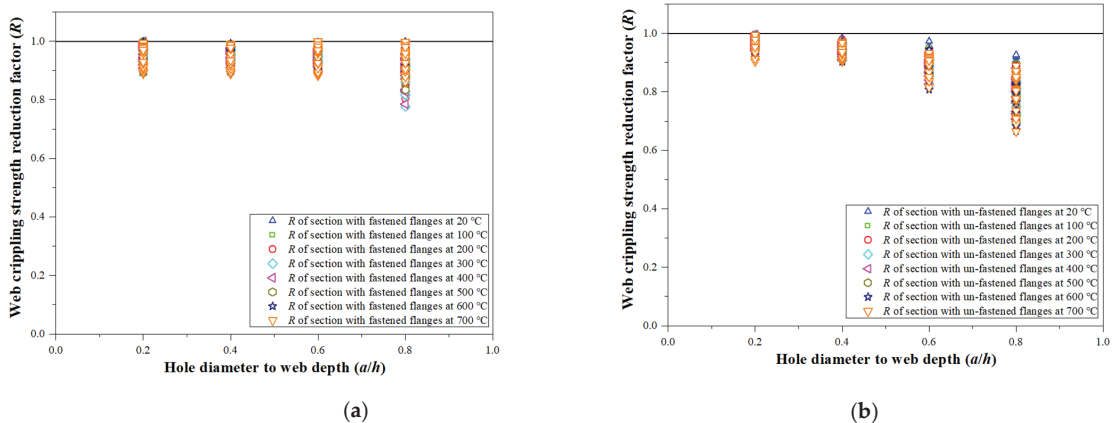 Web crippling strength reduction factor (R)
1.0
0.8
0.6
0.4
0.2
0.0
R of section with fastened flanges at 20 °C
R of section with fastened flanges at 100 °C
R of section with fastened flanges at 200 °C
R of section with fastened flanges at 300 °C
R of section with fastened flanges at 400 °C
R of section with fastened flanges at 500 °C
R of section with fastened flanges at 600 °C
R of section with fastened flanges at 700 °C
0.0 0.2 0.4 0.6 0.8 1.0
Hole diameter to web depth (a/h)
(a)
Web crippling strength reduction factor (R)
1.0
0.8
0.6
0.4
0.2
0.0
R of section with un-fastened flanges at 20 °C
R of section with un-fastened flanges at 100 °C
R of section with un-fastened flanges at 200 °C
R of section with un-fastened flanges at 300 °C
R of section with un-fastened flanges at 400 °C
R of section with un-fastened flanges at 500 °C
R of section with un-fastened flanges at 600 °C
R of section with un-fastened flanges at 700 °C
0.0 0.2 0.4 0.6 0.8 1.0
Hole diameter to web depth (a/h)
(b)